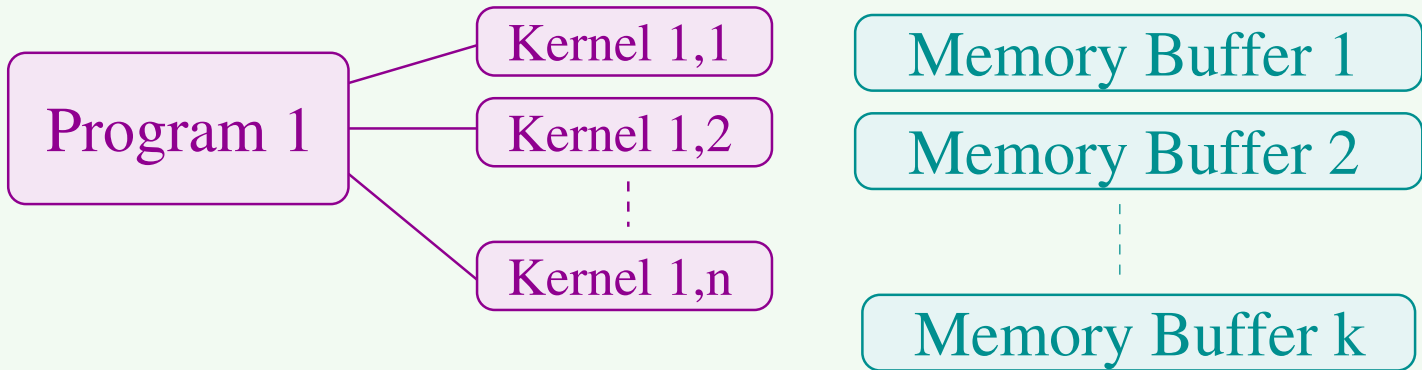 Program 1
Kernel 1,1
Kernel 1,2
Kernel 1,n
Memory Buffer 1
Memory Buffer 2
Memory Buffer k